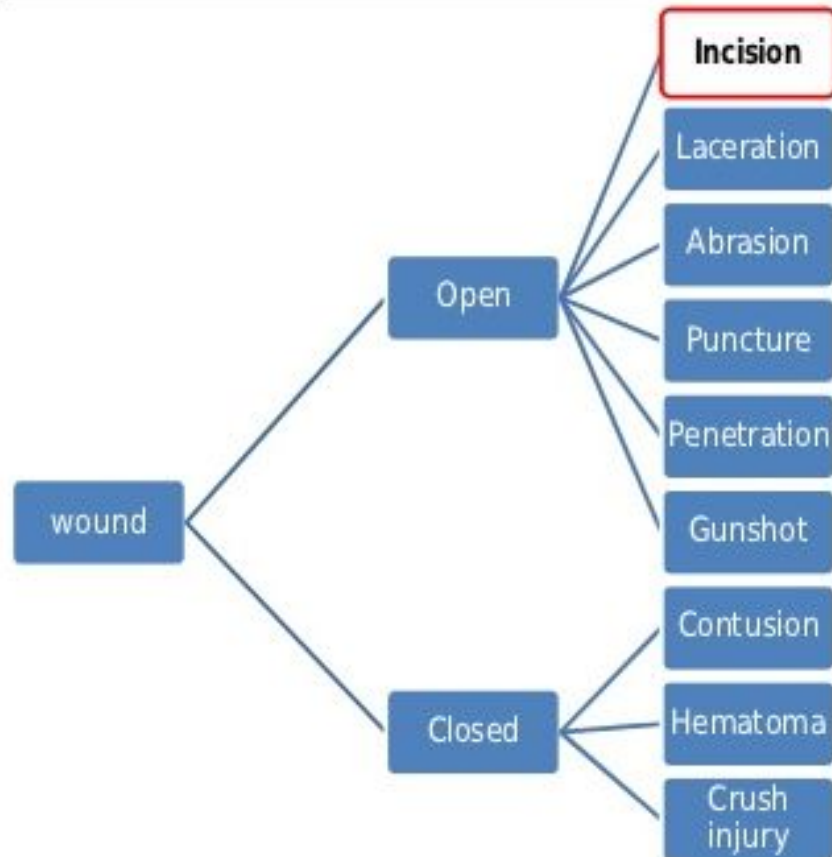 Incision
Laceration
Abrasion
Open
Puncture
Penetration
wound
Gunshot
Contusion
Closed
Hematoma
Crush
injury